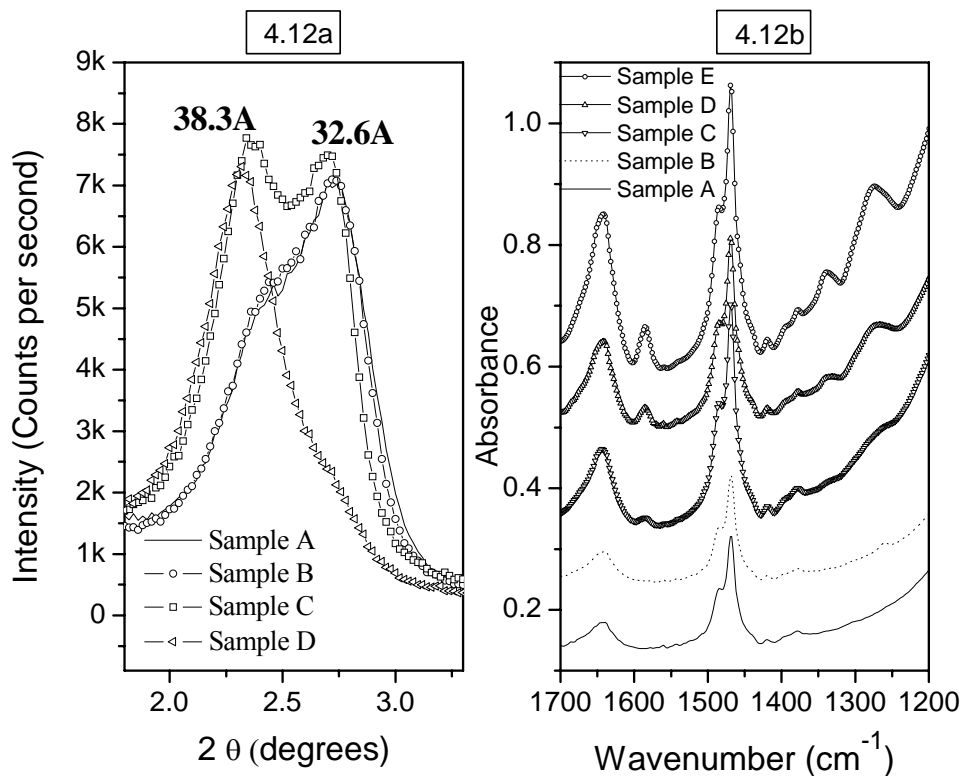 4.12a
9k
8k
7k
6k
5k
4k
3k
2k
1k
0
Intensity (Counts per second)
38.3A
32.6A
Sample A
Sample B
Sample C
Sample D
2.0 2.5 3.0
2 θ (degrees)
4.12b
1.0
0.8
0.6
0.4
0.2
Absorbance
Sample E
Sample D
Sample C
Sample B
Sample A
1700 1600 1500 1400 1300 1200
Wavenumber (cm⁻¹)